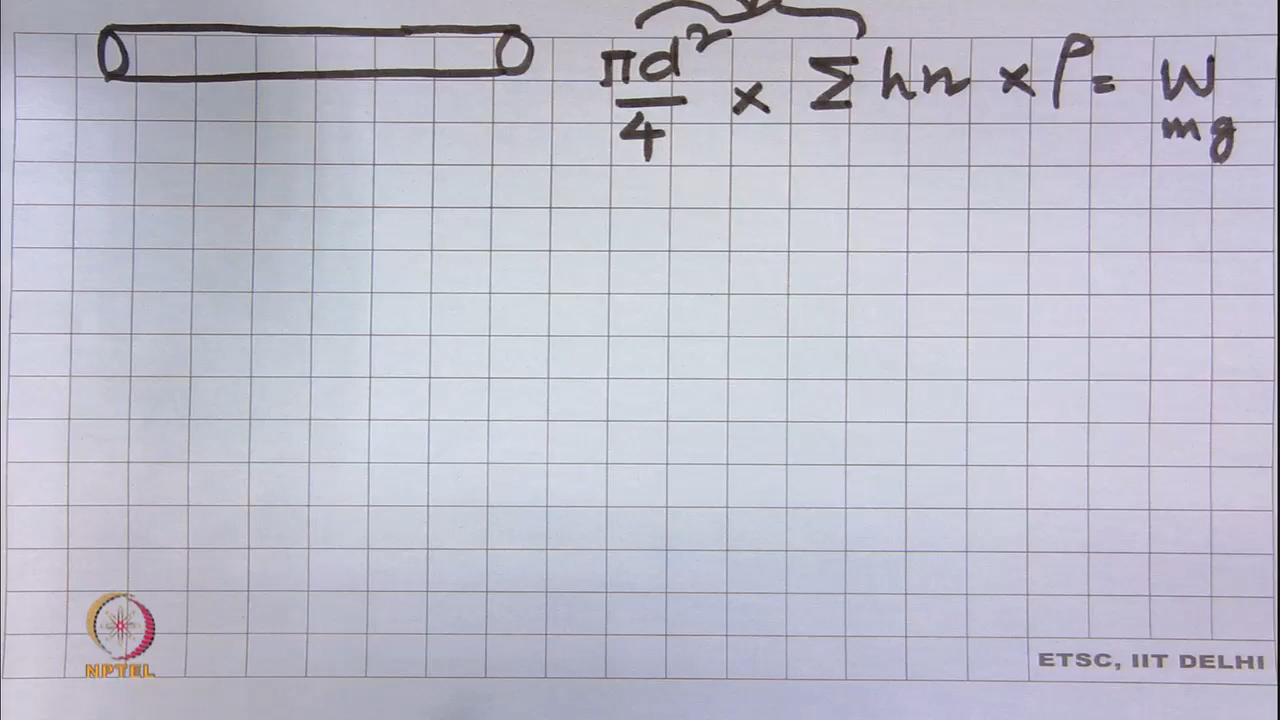 πd²/4 × Σ hn × ρ = W
mg
NPTEL
ETSC, IIT DELHI